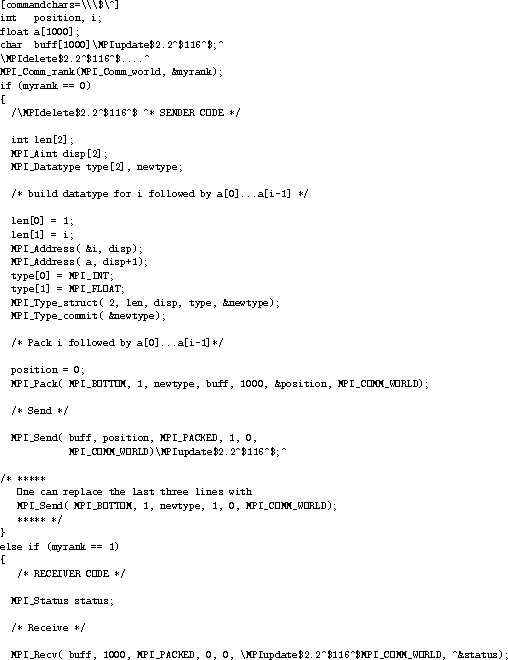 [commandchars=\\\$\^]
int   position, i;
float a[1000];
char  buff[1000]\MPIupdate$2.2^$116^$;^
\MPIdelete$2.2^$116^$....^
MPI_Comm_rank(MPI_Comm_world, &myrank);
if (myrank == 0)
{
  /\MPIdelete$2.2^$116^$ ^* SENDER CODE */
  int len[2];
  MPI_Aint disp[2];
  MPI_Datatype type[2], newtype;
  /* build datatype for i followed by a[0]...a[i-1] */
  len[0] = 1;
  len[1] = i;
  MPI_Address( &i, disp);
  MPI_Address( a, disp+1);
  type[0] = MPI_INT;
  type[1] = MPI_FLOAT;
  MPI_Type_struct( 2, len, disp, type, &newtype);
  MPI_Type_commit( &newtype);
  /* Pack i followed by a[0]...a[i-1]*/
  position = 0;
  MPI_Pack( MPI_BOTTOM, 1, newtype, buff, 1000, &position, MPI_COMM_WORLD);
  /* Send */
  MPI_Send( buff, position, MPI_PACKED, 1, 0,
            MPI_COMM_WORLD)\MPIupdate$2.2^$116^$;^
/* *****
   One can replace the last three lines with
   MPI_Send( MPI_BOTTOM, 1, newtype, 1, 0, MPI_COMM_WORLD);
   ***** */
}
else if (myrank == 1)
{
   /* RECEIVER CODE */
  MPI_Status status;
  /* Receive */
  MPI_Recv( buff, 1000, MPI_PACKED, 0, 0, \MPIupdate$2.2^$116^$MPI_COMM_WORLD, ^&status);